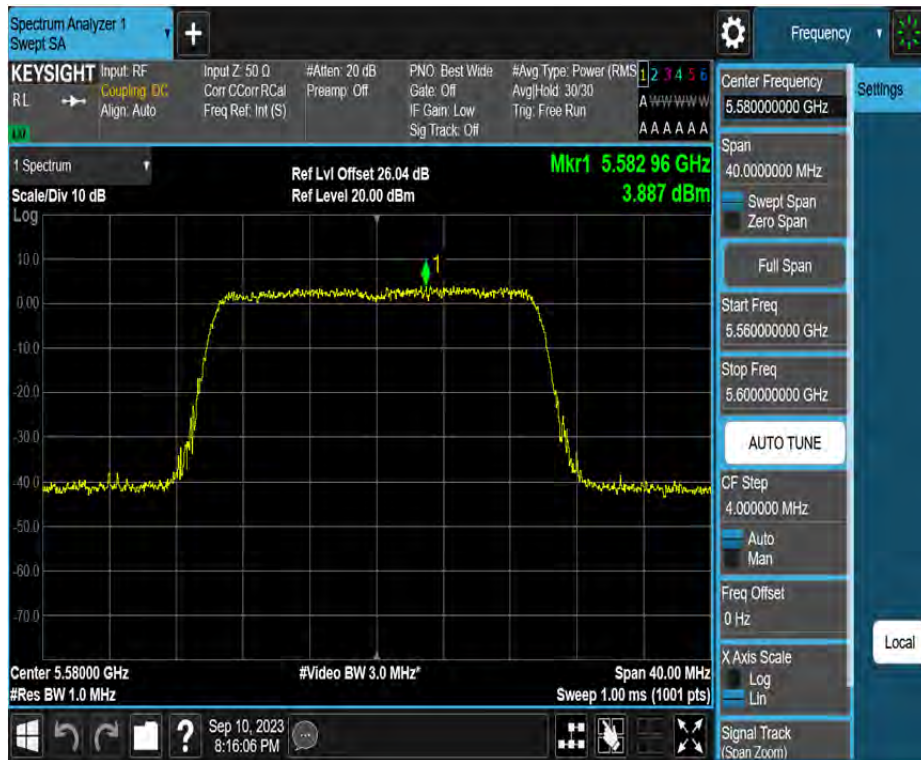 Spectrum Analyzer 1
Swept SA
+
Frequency
KEYSIGHT
RL
Input: RF
Coupling: DC
Align: Auto
Input Z: 50 Ω
Corr CCorr RCal
Freq Ref: Int (S)
#Atten: 20 dB
Preamp: Off
PNO: Best Wide
Gate: Off
IF Gain: Low
Sig Track: Off
#Avg Type: Power (RMS
Avg|Hold: 30/30
Trig: Free Run
1 2 3 4 5 6
A W W W W W
A A A A A A
1 Spectrum
Scale/Div 10 dB
Log
Ref Lvl Offset 26.04 dB
Ref Level 20.00 dBm
Mkr1 5.582 96 GHz
3.887 dBm
1
10.0
0.00
-10.0
-20.0
-30.0
-40.0
-50.0
-60.0
-70.0
Center 5.58000 GHz
#Res BW 1.0 MHz
#Video BW 3.0 MHz*
Span 40.00 MHz
Sweep 1.00 ms (1001 pts)
?
Sep 10, 2023
8:16:06 PM
Center Frequency
5.580000000 GHz
Span
40.0000000 MHz
Swept Span
Zero Span
Full Span
Start Freq
5.560000000 GHz
Stop Freq
5.600000000 GHz
AUTO TUNE
CF Step
4.000000 MHz
Auto
Man
Freq Offset
0 Hz
X Axis Scale
Log
Lin
Signal Track
(Span Zoom)
Settings
Local